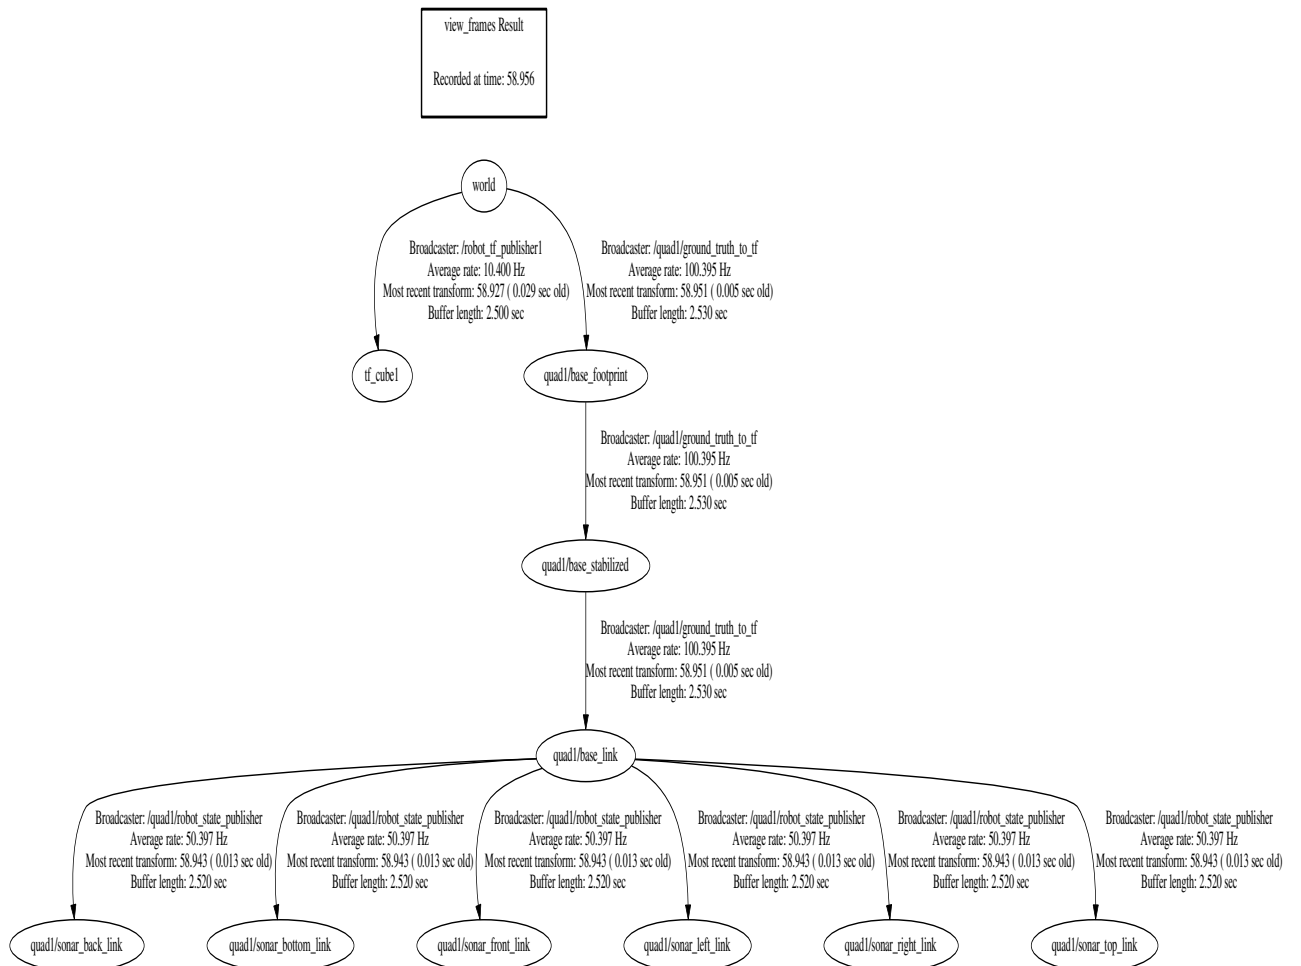 view_frames Result
Recorded at time: 58.956
world
Broadcaster: /robot_tf_publisher1
Average rate: 10.400 Hz
Most recent transform: 58.927 ( 0.029 sec old)
Buffer length: 2.500 sec
Broadcaster: /quad1/ground_truth_to_tf
Average rate: 100.395 Hz
Most recent transform: 58.951 ( 0.005 sec old)
Buffer length: 2.530 sec
tf_cube1
quad1/base_footprint
Broadcaster: /quad1/ground_truth_to_tf
Average rate: 100.395 Hz
Most recent transform: 58.951 ( 0.005 sec old)
Buffer length: 2.530 sec
quad1/base_stabilized
Broadcaster: /quad1/ground_truth_to_tf
Average rate: 100.395 Hz
Most recent transform: 58.951 ( 0.005 sec old)
Buffer length: 2.530 sec
quad1/base_link
Broadcaster: /quad1/robot_state_publisher
Average rate: 50.397 Hz
Most recent transform: 58.943 ( 0.013 sec old)
Buffer length: 2.520 sec
Broadcaster: /quad1/robot_state_publisher
Average rate: 50.397 Hz
Most recent transform: 58.943 ( 0.013 sec old)
Buffer length: 2.520 sec
Broadcaster: /quad1/robot_state_publisher
Average rate: 50.397 Hz
Most recent transform: 58.943 ( 0.013 sec old)
Buffer length: 2.520 sec
Broadcaster: /quad1/robot_state_publisher
Average rate: 50.397 Hz
Most recent transform: 58.943 ( 0.013 sec old)
Buffer length: 2.520 sec
Broadcaster: /quad1/robot_state_publisher
Average rate: 50.397 Hz
Most recent transform: 58.943 ( 0.013 sec old)
Buffer length: 2.520 sec
Broadcaster: /quad1/robot_state_publisher
Average rate: 50.397 Hz
Most recent transform: 58.943 ( 0.013 sec old)
Buffer length: 2.520 sec
quad1/sonar_back_link
quad1/sonar_bottom_link
quad1/sonar_front_link
quad1/sonar_left_link
quad1/sonar_right_link
quad1/sonar_top_link